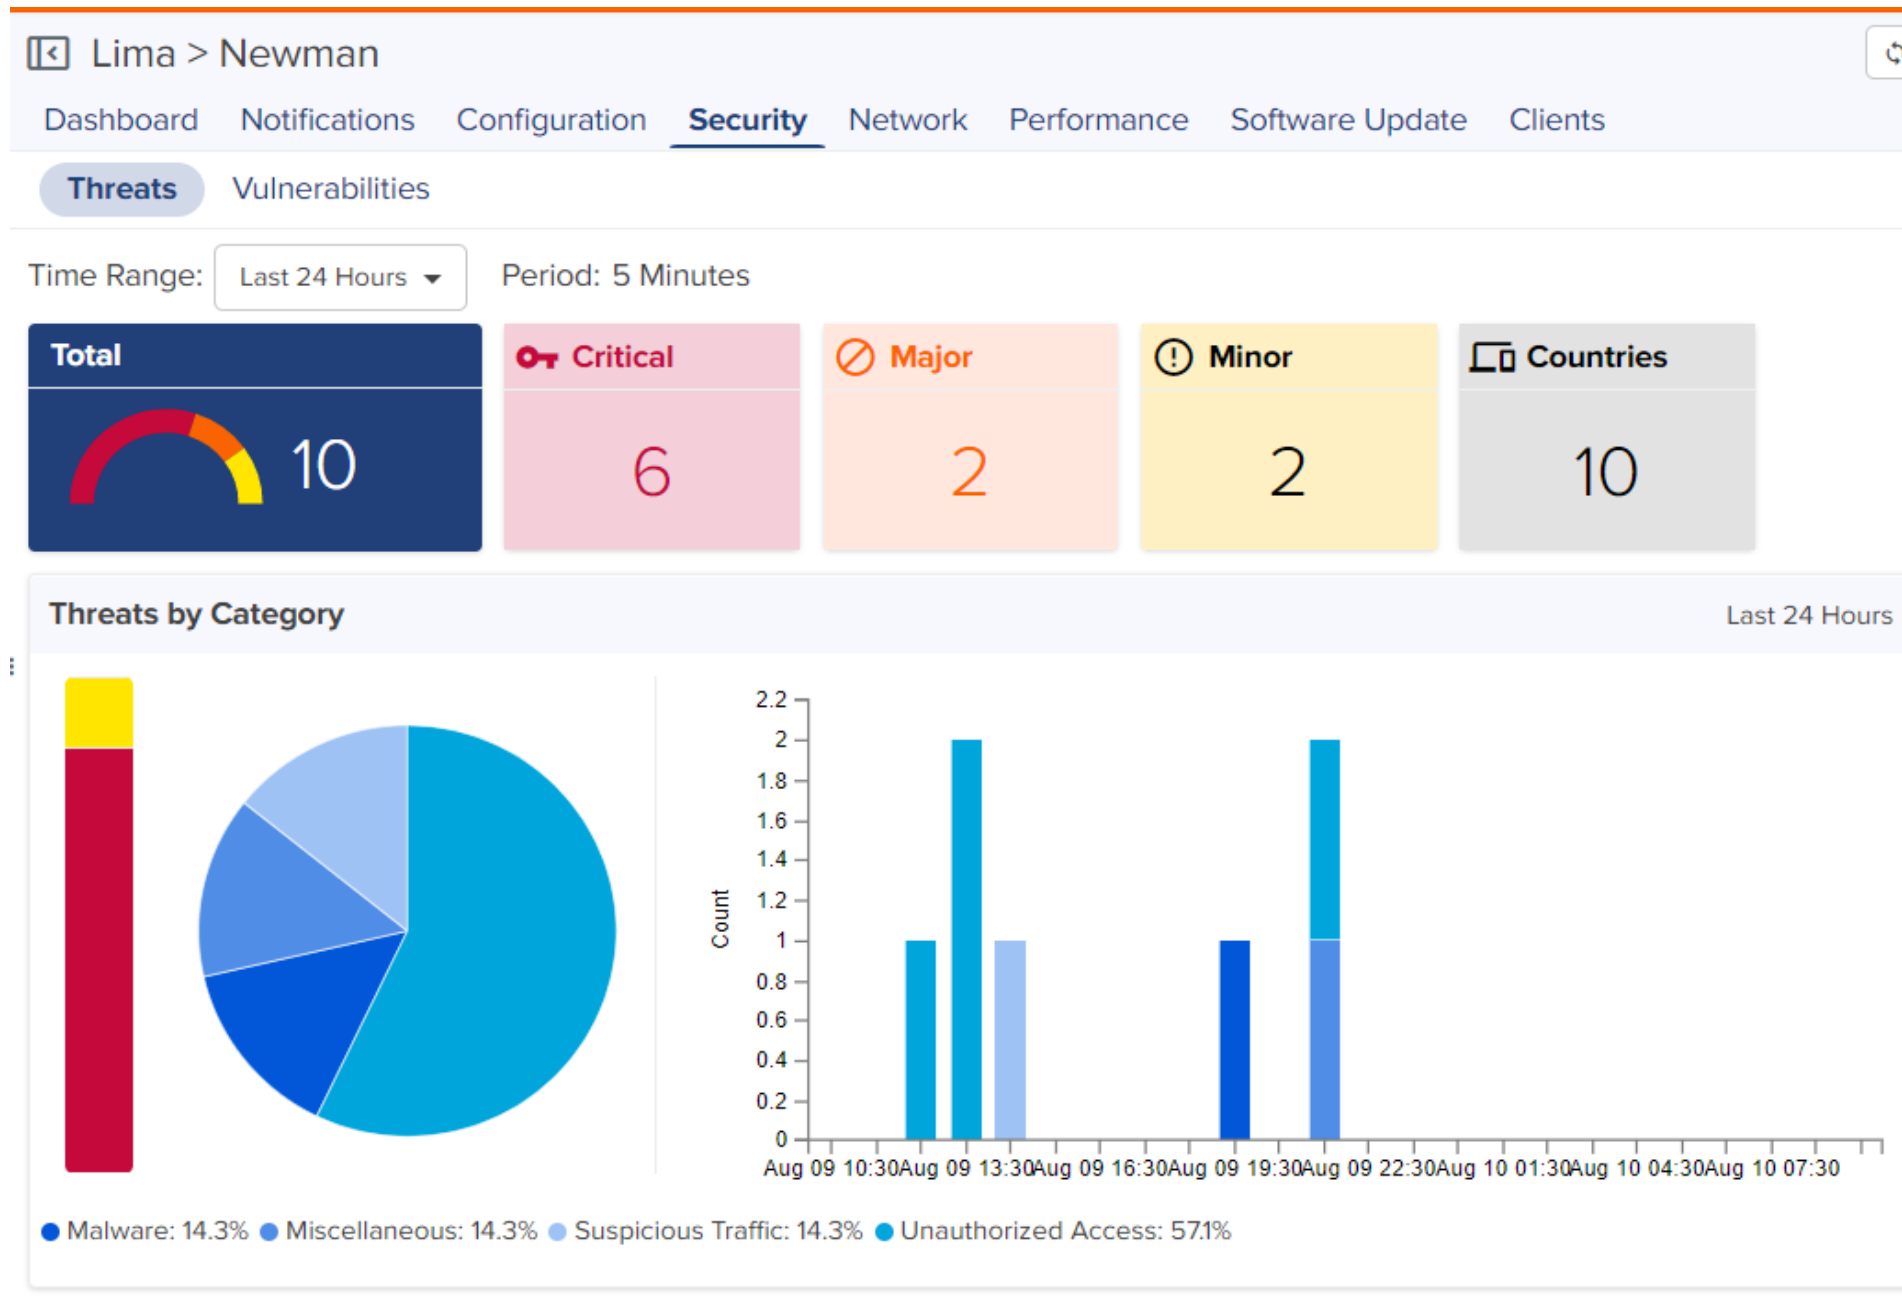 Lima > Newman
Dashboard Notifications Configuration Security Network Performance Software Update Clients
Threats Vulnerabilities
Time Range: Last 24 Hours Period: 5 Minutes
Total Critical Major Minor Countries
10 6 2 2 10
Threats by Category Last 24 Hours
2.2
2
1.8
1.6
1.4
1.2
1
0.8
0.6
0.4
0.2
0
Count
Aug 09 10:30 Aug 09 13:30 Aug 09 16:30 Aug 09 19:30 Aug 09 22:30 Aug 10 01:30 Aug 10 04:30 Aug 10 07:30
Malware: 14.3% Miscellaneous: 14.3% Suspicious Traffic: 14.3% Unauthorized Access: 57.1%